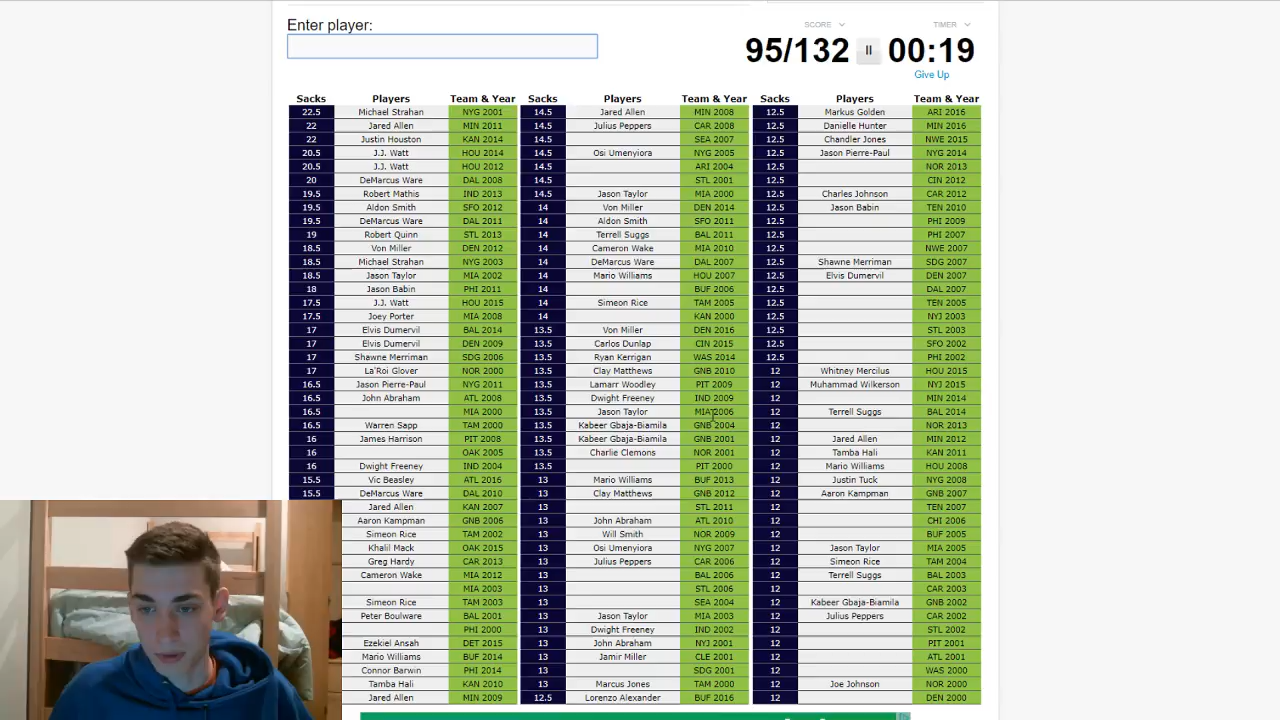 Enter player:
SCORE TIMER
95/132 00:19
Give Up
Sacks Players Team & Year Sacks Players Team & Year Sacks Players Team & Year
22.5 Michael Strahan NYG 2001 14.5 Jared Allen MIN 2008 12.5 Markus Golden ARI 2016
22 Jared Allen MIN 2011 14.5 Julius Peppers CAR 2008 12.5 Danielle Hunter MIN 2016
22 Justin Houston KAN 2014 14.5 SEA 2007 12.5 Chandler Jones NWE 2015
20.5 J.J. Watt HOU 2014 14.5 Osi Umenyiora NYG 2005 12.5 Jason Pierre-Paul NYG 2014
20.5 J.J. Watt HOU 2012 14.5 ARI 2004 12.5 NOR 2013
20 DeMarcus Ware DAL 2008 14.5 STL 2001 12.5 CIN 2012
19.5 Robert Mathis IND 2013 14.5 Jason Taylor MIA 2000 12.5 Charles Johnson CAR 2012
19.5 Aldon Smith SFO 2012 14 Von Miller DEN 2014 12.5 Jason Babin TEN 2010
19.5 DeMarcus Ware DAL 2011 14 Aldon Smith SFO 2011 12.5 PHI 2009
19 Robert Quinn STL 2013 14 Terrell Suggs BAL 2011 12.5 PHI 2007
18.5 Von Miller DEN 2012 14 Cameron Wake MIA 2010 12.5 NWE 2007
18.5 Michael Strahan NYG 2003 14 DeMarcus Ware DAL 2007 12.5 Shawne Merriman SDG 2007
18.5 Jason Taylor MIA 2002 14 Mario Williams HOU 2007 12.5 Elvis Dumervil DEN 2007
18 Jason Babin PHI 2011 14 BUF 2006 12.5 DAL 2007
17.5 J.J. Watt HOU 2015 14 Simeon Rice TAM 2005 12.5 TEN 2005
17.5 Joey Porter MIA 2008 14 KAN 2000 12.5 NYJ 2003
17 Elvis Dumervil BAL 2014 13.5 Von Miller DEN 2016 12.5 STL 2003
17 Elvis Dumervil DEN 2009 13.5 Carlos Dunlap CIN 2015 12.5 SFO 2002
17 Shawne Merriman SDG 2006 13.5 Ryan Kerrigan WAS 2014 12.5 PHI 2002
17 La'Roi Glover NOR 2000 13.5 Clay Matthews GNB 2010 12 Whitney Mercilus HOU 2015
16.5 Jason Pierre-Paul NYG 2011 13.5 Lamarr Woodley PIT 2009 12 Muhammad Wilkerson NYJ 2015
16.5 John Abraham ATL 2008 13.5 Dwight Freeney IND 2009 12 MIN 2014
16.5 MIA 2000 13.5 Jason Taylor MIA 2006 12 Terrell Suggs BAL 2014
16.5 Warren Sapp TAM 2000 13.5 Kabeer Gbaja-Biamila GNB 2004 12 NOR 2013
16 James Harrison PIT 2008 13.5 Kabeer Gbaja-Biamila GNB 2001 12 Jared Allen MIN 2012
16 OAK 2005 13.5 Charlie Clemons NOR 2001 12 Tamba Hali KAN 2011
16 Dwight Freeney IND 2004 13.5 PIT 2000 12 Mario Williams HOU 2008
15.5 Vic Beasley ATL 2016 13 Mario Williams BUF 2013 12 Justin Tuck NYG 2008
15.5 DeMarcus Ware DAL 2010 13 Clay Matthews GNB 2012 12 Aaron Kampman GNB 2007
Jared Allen KAN 2007 13 STL 2011 12 TEN 2007
Aaron Kampman GNB 2006 13 John Abraham ATL 2010 12 CHI 2006
Simeon Rice TAM 2002 13 Will Smith NOR 2009 12 BUF 2005
Khalil Mack OAK 2015 13 Osi Umenyiora NYG 2007 12 Jason Taylor MIA 2005
Greg Hardy CAR 2013 13 Julius Peppers CAR 2006 12 Simeon Rice TAM 2004
Cameron Wake MIA 2012 13 BAL 2006 12 Terrell Suggs BAL 2003
MIA 2003 13 STL 2006 12 CAR 2003
Simeon Rice TAM 2003 13 SEA 2004 12 Kabeer Gbaja-Biamila GNB 2002
Peter Boulware BAL 2001 13 Jason Taylor MIA 2003 12 Julius Peppers CAR 2002
PHI 2000 13 Dwight Freeney IND 2002 12 STL 2002
Ezekiel Ansah DET 2015 13 John Abraham NYJ 2001 12 PIT 2001
Mario Williams BUF 2014 13 Jamir Miller CLE 2001 12 ATL 2001
Connor Barwin PHI 2014 13 SDG 2001 12 WAS 2000
Tamba Hali KAN 2010 13 Marcus Jones TAM 2000 12 Joe Johnson NOR 2000
Jared Allen MIN 2009 12.5 Lorenzo Alexander BUF 2016 12 DEN 2000